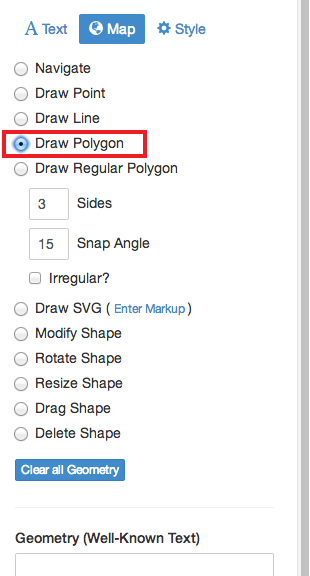 Text Map Style
Navigate
Draw Point
Draw Line
Draw Polygon
Draw Regular Polygon
3 Sides
15 Snap Angle
Irregular?
Draw SVG ( Enter Markup )
Modify Shape
Rotate Shape
Resize Shape
Drag Shape
Delete Shape
Clear all Geometry
Geometry (Well-Known Text)